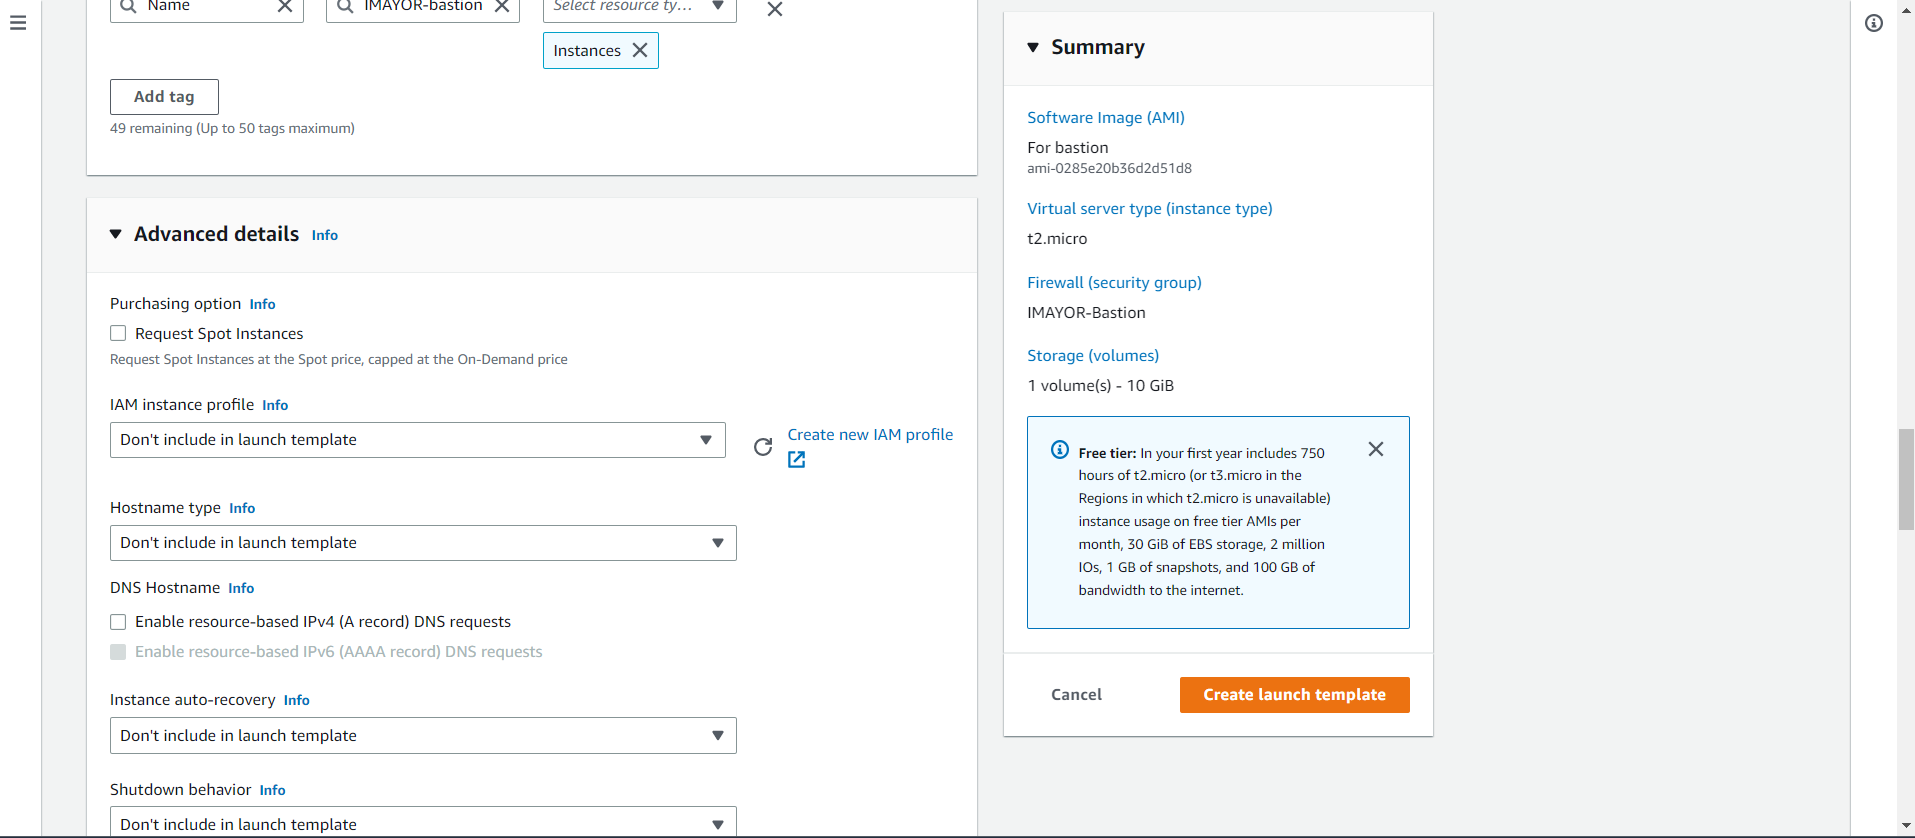 Name
IMAYOR-bastion
Select resource ty...
Instances
Add tag
49 remaining (Up to 50 tags maximum)
Advanced details Info
Purchasing option Info
Request Spot Instances
Request Spot Instances at the Spot price, capped at the On-Demand price
IAM instance profile Info
Don't include in launch template
Create new IAM profile
Hostname type Info
Don't include in launch template
DNS Hostname Info
Enable resource-based IPv4 (A record) DNS requests
Enable resource-based IPv6 (AAAA record) DNS requests
Instance auto-recovery Info
Don't include in launch template
Shutdown behavior Info
Don't include in launch template
Summary
Software Image (AMI)
For bastion
ami-0285e20b36d2d51d8
Virtual server type (instance type)
t2.micro
Firewall (security group)
IMAYOR-Bastion
Storage (volumes)
1 volume(s) - 10 GiB
Free tier: In your first year includes 750
hours of t2.micro (or t3.micro in the
Regions in which t2.micro is unavailable)
instance usage on free tier AMIs per
month, 30 GiB of EBS storage, 2 million
IOs, 1 GB of snapshots, and 100 GB of
bandwidth to the internet.
Cancel
Create launch template